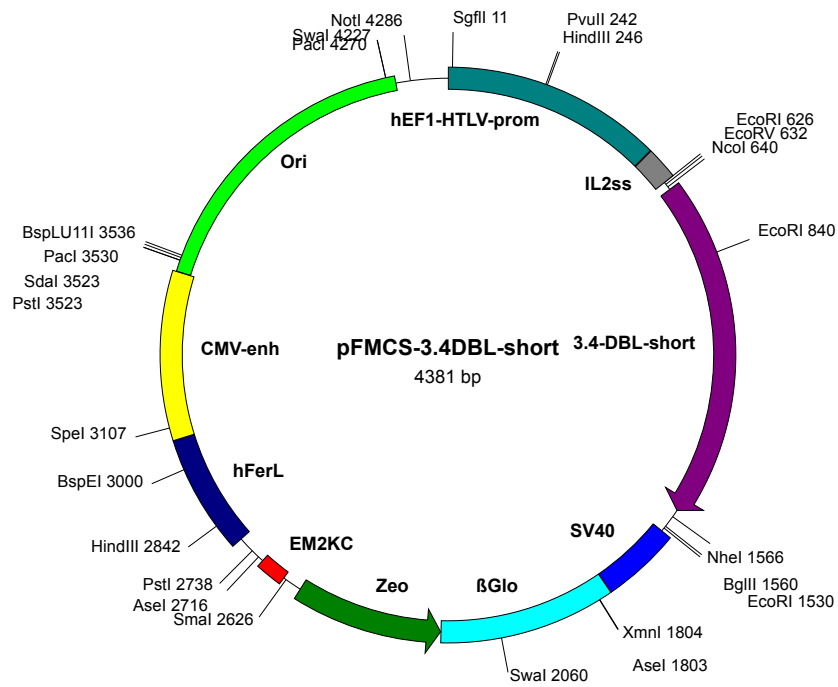 NotI 4286
SwaI 4227
PacI 4270
SgfII 11
PvuII 242
HindIII 246
hEF1-HTLV-prom
EcoRI 626
EcoRV 632
NcoI 640
IL2ss
Ori
EcoRI 840
BspLU11I 3536
PacI 3530
SdaI 3523
PstI 3523
CMV-enh
pFMCS-3.4DBL-short
4381 bp
3.4-DBL-short
SpeI 3107
BspEI 3000
hFerL
HindIII 2842
EM2KC
SV40
NheI 1566
BglII 1560
EcoRI 1530
PstI 2738
AseI 2716
SmaI 2626
Zeo
ßGlo
XmnI 1804
AseI 1803
SwaI 2060